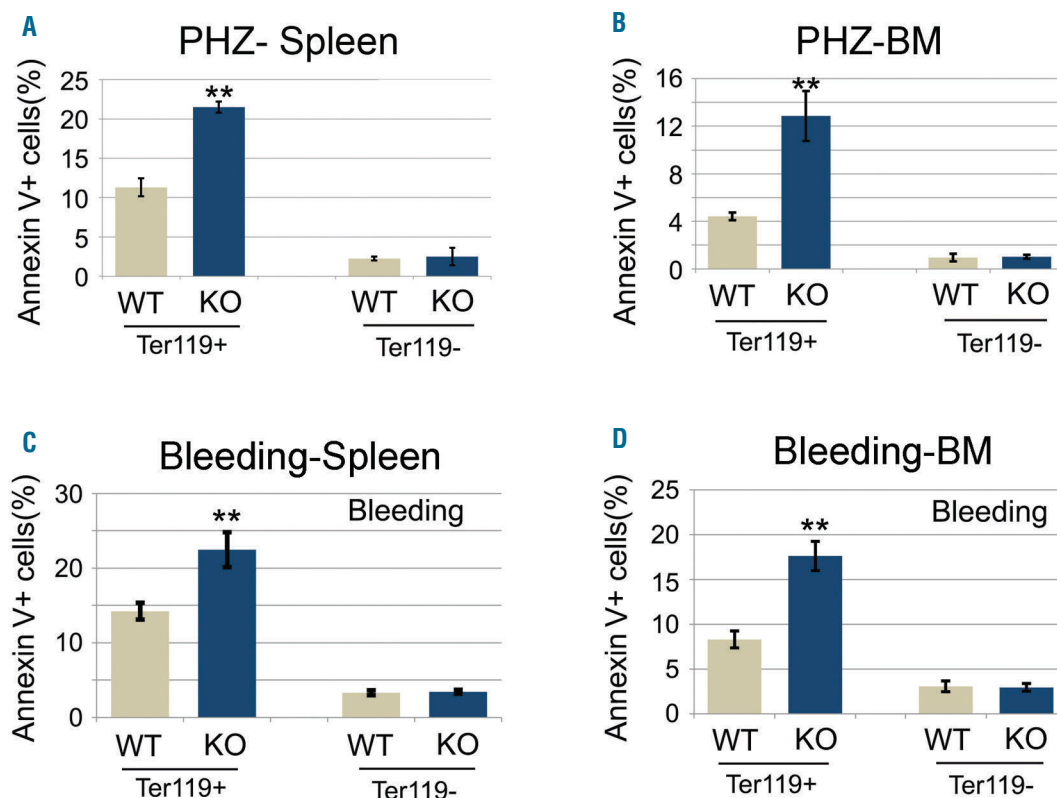 A
PHZ- Spleen
Annexin V+ cells(%)
25
20
15
10
5
0
**
WT KO WT KO
Ter119+ Ter119-
B
PHZ-BM
Annexin V+ cells(%)
16
12
8
4
0
**
WT KO WT KO
Ter119+ Ter119-
C
Bleeding-Spleen
Annexin V+ cells(%)
30
20
10
0
**
Bleeding
WT KO WT KO
Ter119+ Ter119-
D
Bleeding-BM
Annexin V+ cells(%)
25
20
15
10
5
0
**
Bleeding
WT KO WT KO
Ter119+ Ter119-